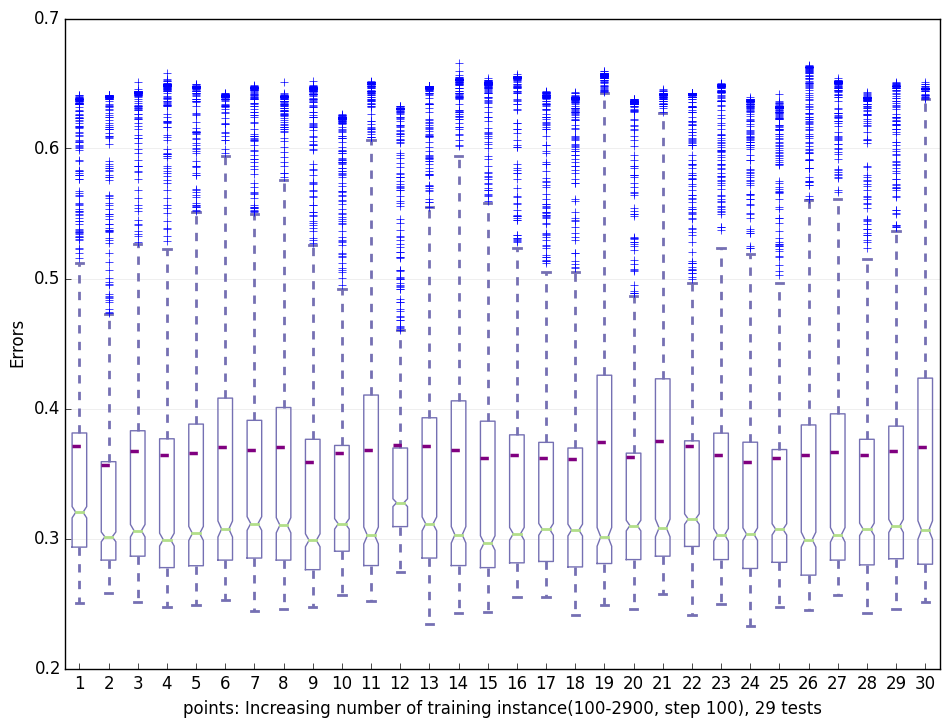 0.7
0.6
0.5
0.4
0.3
0.2
Errors
1 2 3 4 5 6 7 8 9 10 11 12 13 14 15 16 17 18 19 20 21 22 23 24 25 26 27 28 29 30
points: Increasing number of training instance(100-2900, step 100), 29 tests